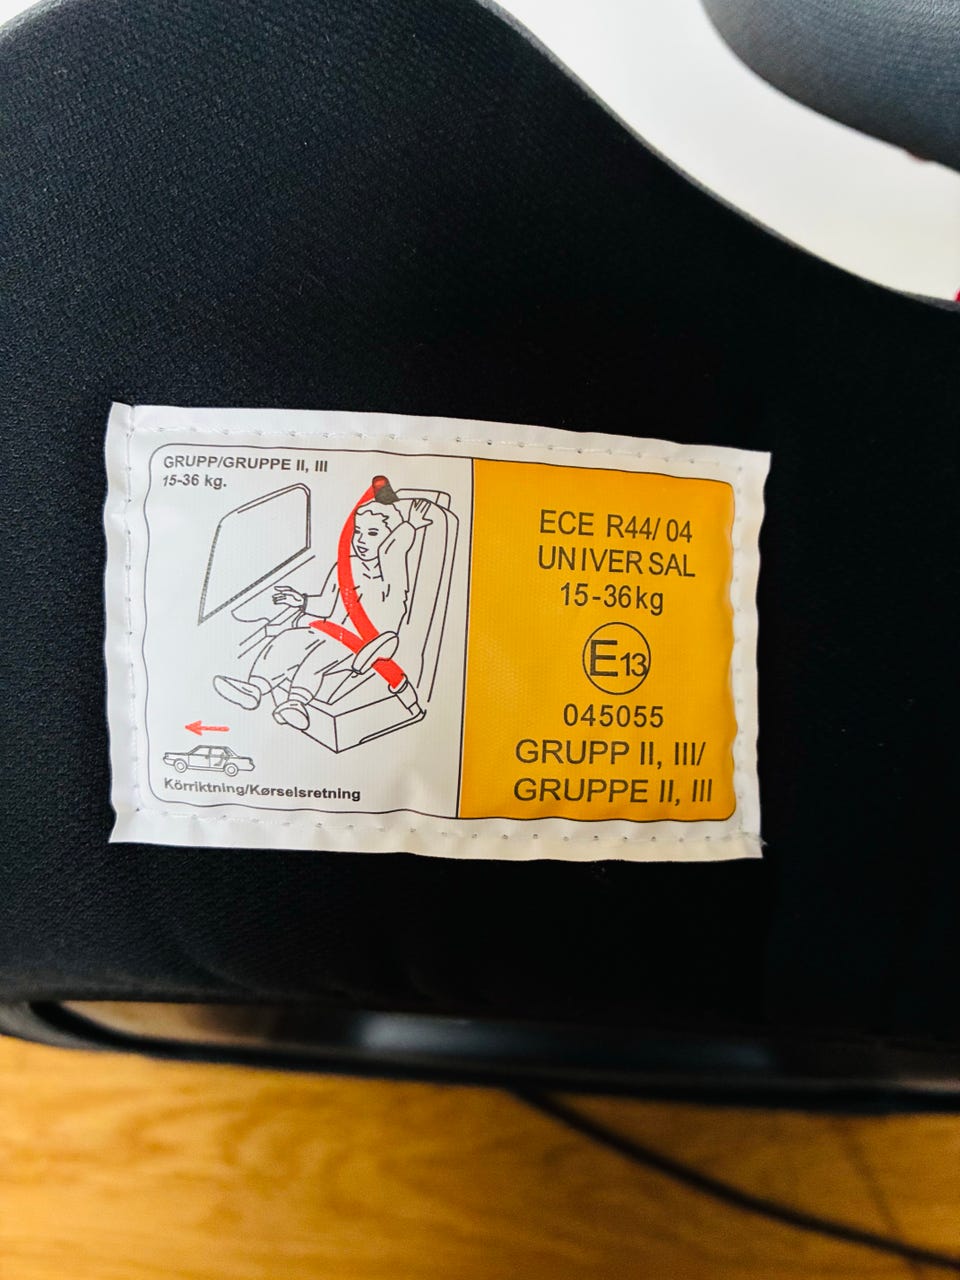 GRUPP/GRUPPE II, III
15-36 kg.
Körriktning/Kørselsretning
ECE R44/04
UNIVERSAL
15-36kg
E13
045055
GRUPP II, III/
GRUPPE II, III